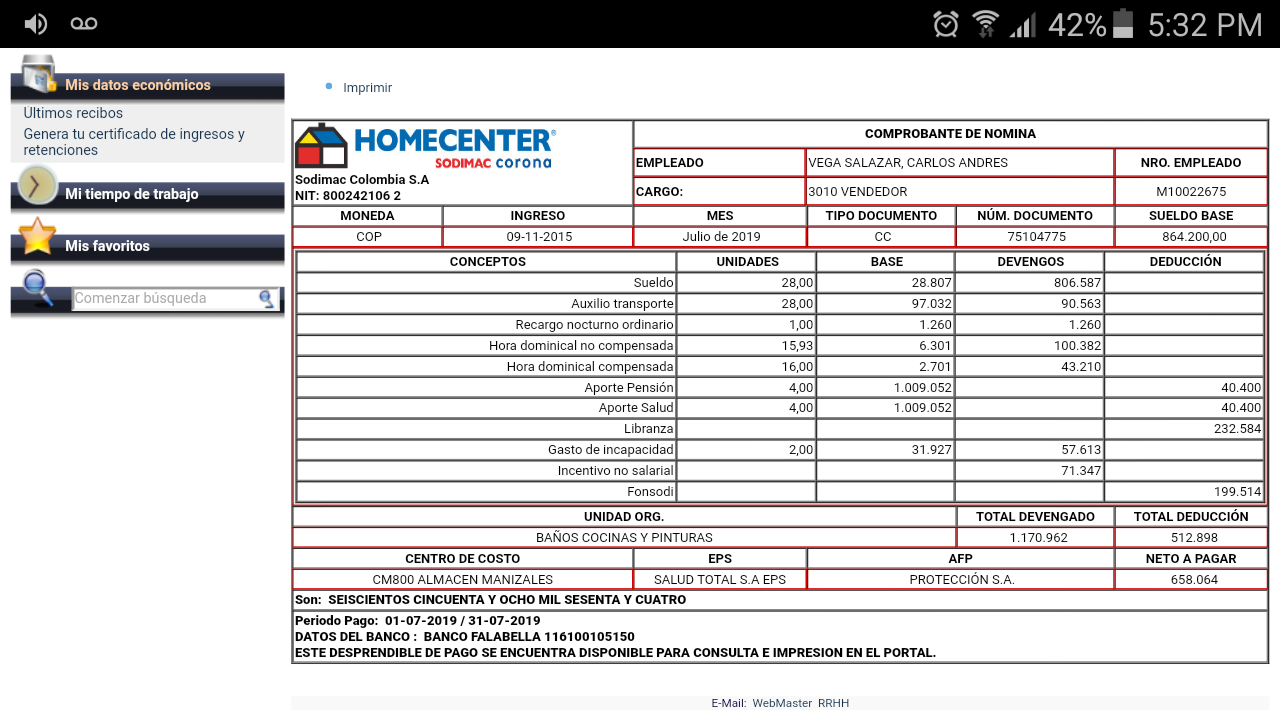 42% 5:32 PM
Mis datos económicos
Ultimos recibos
Genera tu certificado de ingresos y
retenciones
Mi tiempo de trabajo
Mis favoritos
Comenzar búsqueda
Imprimir
HOMECENTER®
SODIMAC corona
Sodimac Colombia S.A
NIT: 800242106 2
COMPROBANTE DE NOMINA
EMPLEADO VEGA SALAZAR, CARLOS ANDRES NRO. EMPLEADO
CARGO: 3010 VENDEDOR M10022675
MONEDA INGRESO MES TIPO DOCUMENTO NÚM. DOCUMENTO SUELDO BASE
COP 09-11-2015 Julio de 2019 CC 75104775 864.200,00
CONCEPTOS UNIDADES BASE DEVENGOS DEDUCCIÓN
Sueldo 28,00 28.807 806.587
Auxilio transporte 28,00 97.032 90.563
Recargo nocturno ordinario 1,00 1.260 1.260
Hora dominical no compensada 15,93 6.301 100.382
Hora dominical compensada 16,00 2.701 43.210
Aporte Pensión 4,00 1.009.052 40.400
Aporte Salud 4,00 1.009.052 40.400
Libranza 232.584
Gasto de incapacidad 2,00 31.927 57.613
Incentivo no salarial 71.347
Fonsodi 199.514
UNIDAD ORG. TOTAL DEVENGADO TOTAL DEDUCCIÓN
BAÑOS COCINAS Y PINTURAS 1.170.962 512.898
CENTRO DE COSTO EPS AFP NETO A PAGAR
CM800 ALMACEN MANIZALES SALUD TOTAL S.A EPS PROTECCIÓN S.A. 658.064
Son: SEISCIENTOS CINCUENTA Y OCHO MIL SESENTA Y CUATRO
Periodo Pago: 01-07-2019 / 31-07-2019
DATOS DEL BANCO : BANCO FALABELLA 116100105150
ESTE DESPRENDIBLE DE PAGO SE ENCUENTRA DISPONIBLE PARA CONSULTA E IMPRESION EN EL PORTAL.
E-Mail: WebMaster RRHH